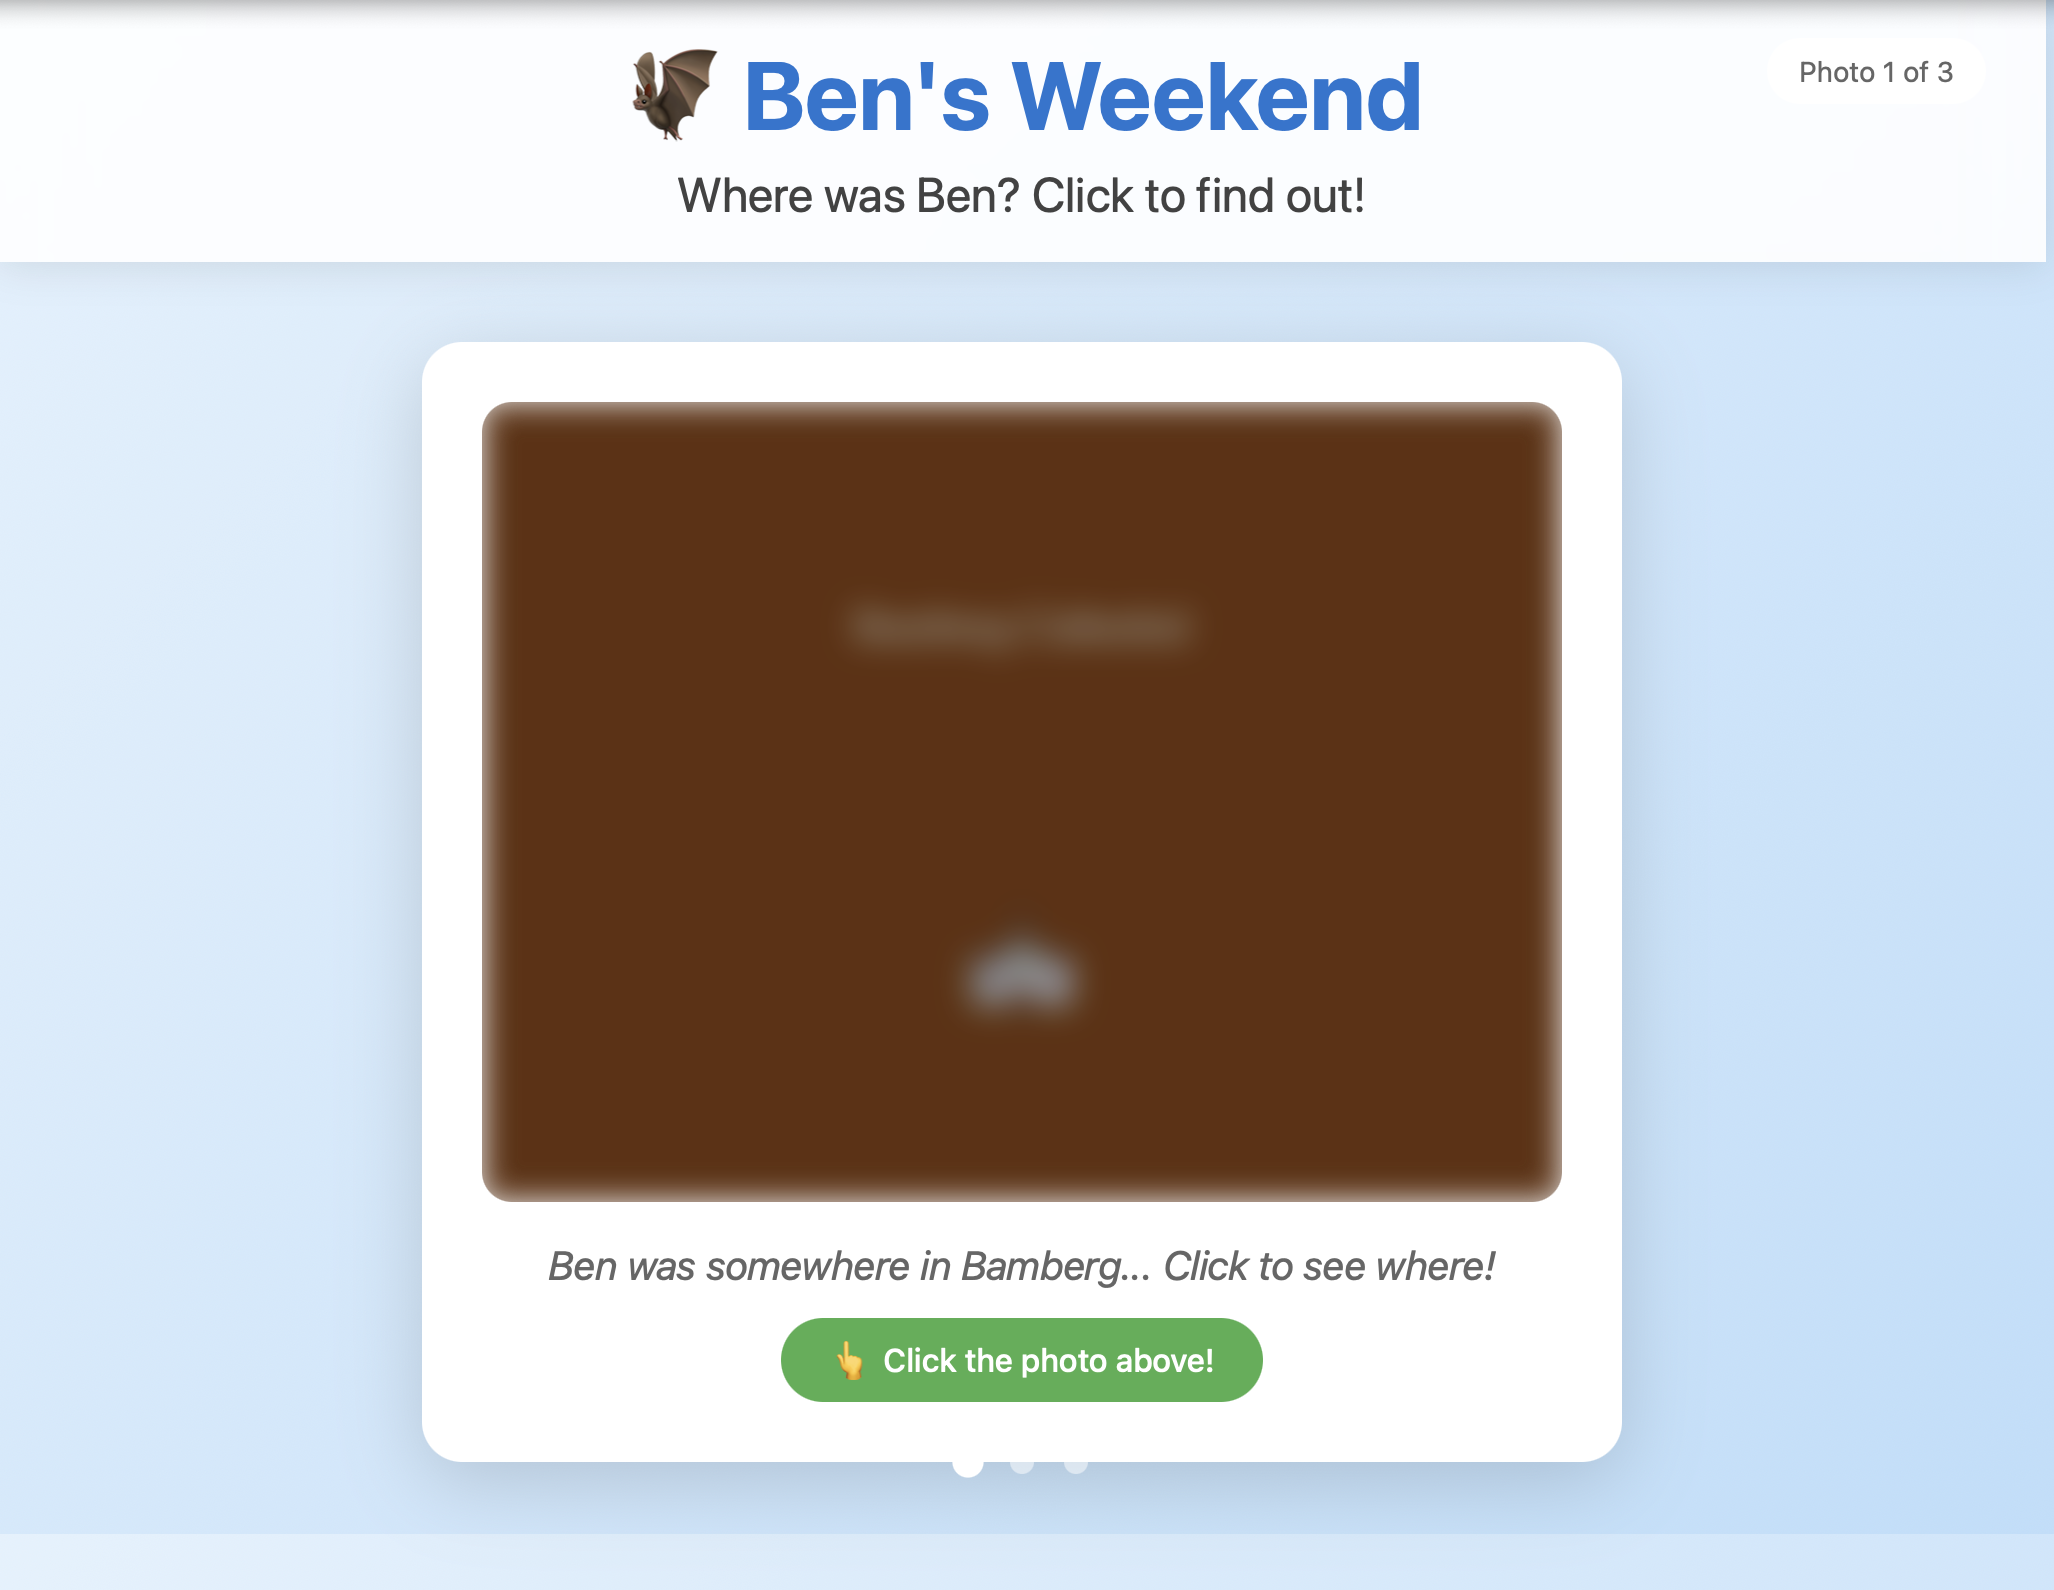 Ben's Weekend
Photo 1 of 3
Where was Ben? Click to find out!
Ben was somewhere in Bamberg... Click to see where!
Click the photo above!